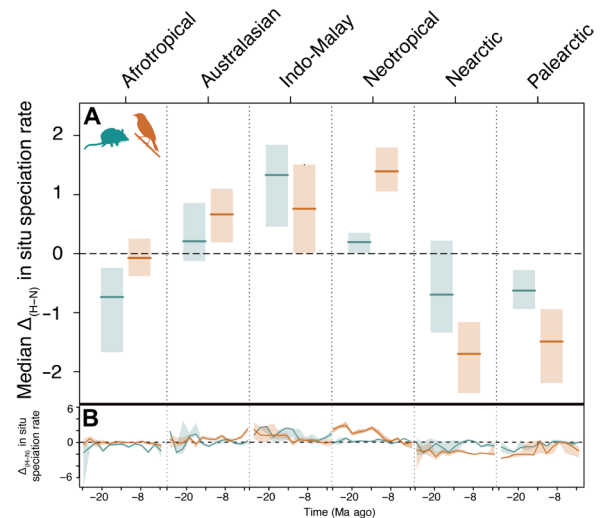 Afrotropical
Australasian
Indo-Malay
Neotropical
Nearctic
Palearctic
A
Median Δ(H−N) in situ speciation rate
2
1
0
-1
-2
B
Δ(H−N) in situ
speciation rate
6
0
−6
−20 −8 −20 −8 −20 −8 −20 −8 −20 −8 −20 −8
Time (Ma ago)